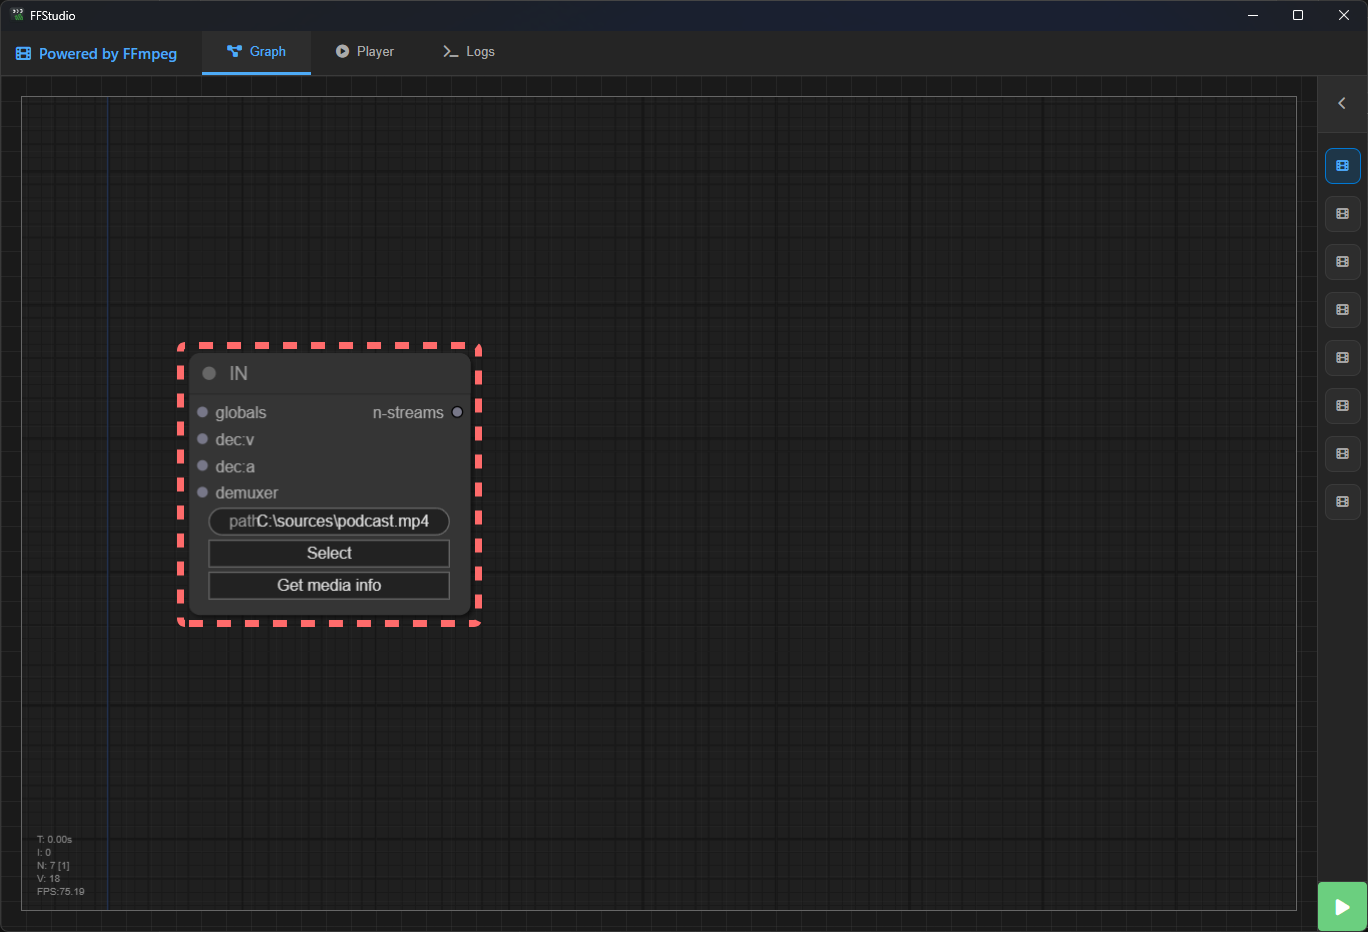 FFStudio
Powered by FFmpeg
Graph
Player
Logs
IN
globals
n-streams
dec:v
dec:a
demuxer
path C:\sources\podcast.mp4
Select
Get media info
T: 0.00s
I: 0
N: 7 [1]
V: 18
FPS:75.19